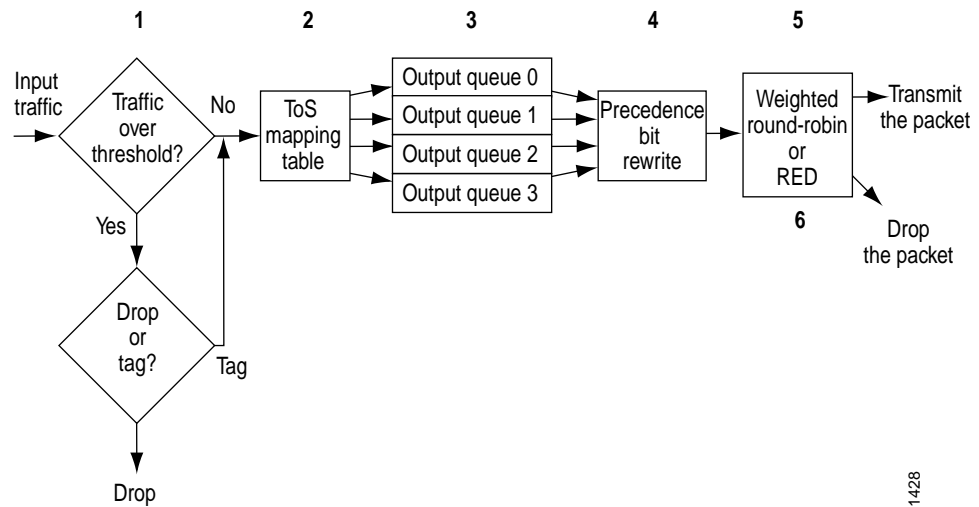 1
2
3
4
5
Input
traffic
Traffic
over
threshold?
No
Yes
Drop
or
tag?
Tag
Drop
ToS
mapping
table
Output queue 0
Output queue 1
Output queue 2
Output queue 3
Precedence
bit
rewrite
Weighted
round-robin
or
RED
6
Transmit
the packet
Drop
the packet
1428